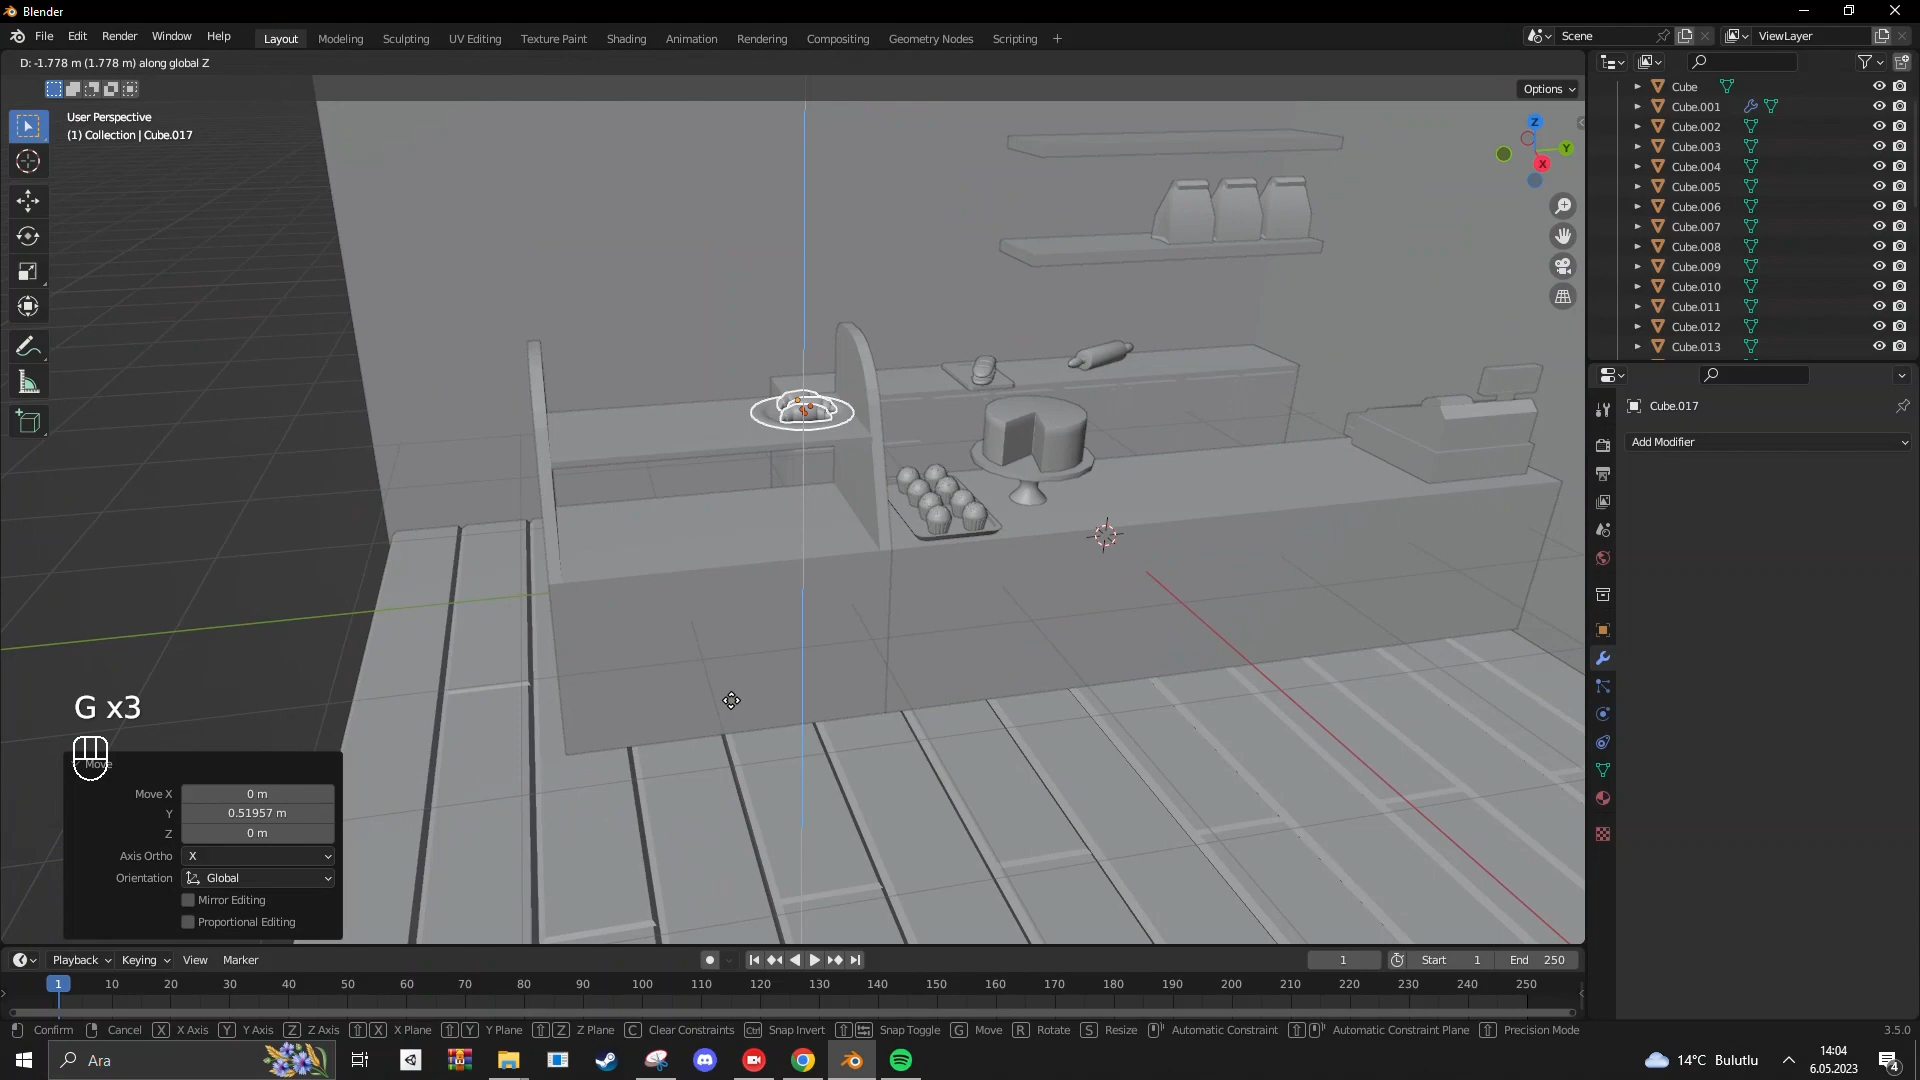 Blender
File Edit Render Window Help
Layout Modeling Sculpting UV Editing Texture Paint Shading Animation Rendering Compositing Geometry Nodes Scripting +
Scene
ViewLayer
D: -1.778 m (1.778 m) along global Z
Options
User Perspective
(1) Collection | Cube.017
Z
Y
X
Cube
Cube.001
Cube.002
Cube.003
Cube.004
Cube.005
Cube.006
Cube.007
Cube.008
Cube.009
Cube.010
Cube.011
Cube.012
Cube.013
Cube.017
Add Modifier
G x3
Move
Move X 0 m
Y 0.51957 m
Z 0 m
Axis Ortho X
Orientation Global
Mirror Editing
Proportional Editing
Playback Keying View Marker
1 Start 1 End 250
1 10 20 30 40 50 60 70 80 90 100 110 120 130 140 150 160 170 180 190 200 210 220 230 240 250
Confirm Cancel X X Axis Y Y Axis Z Z Axis X X Plane Y Y Plane Z Z Plane C Clear Constraints Ctrl Snap Invert Snap Toggle G Move R Rotate S Resize Automatic Constraint Automatic Constraint Plane Precision Mode 3.5.0
Ara
14°C Bulutlu
14:04
6.05.2023
4